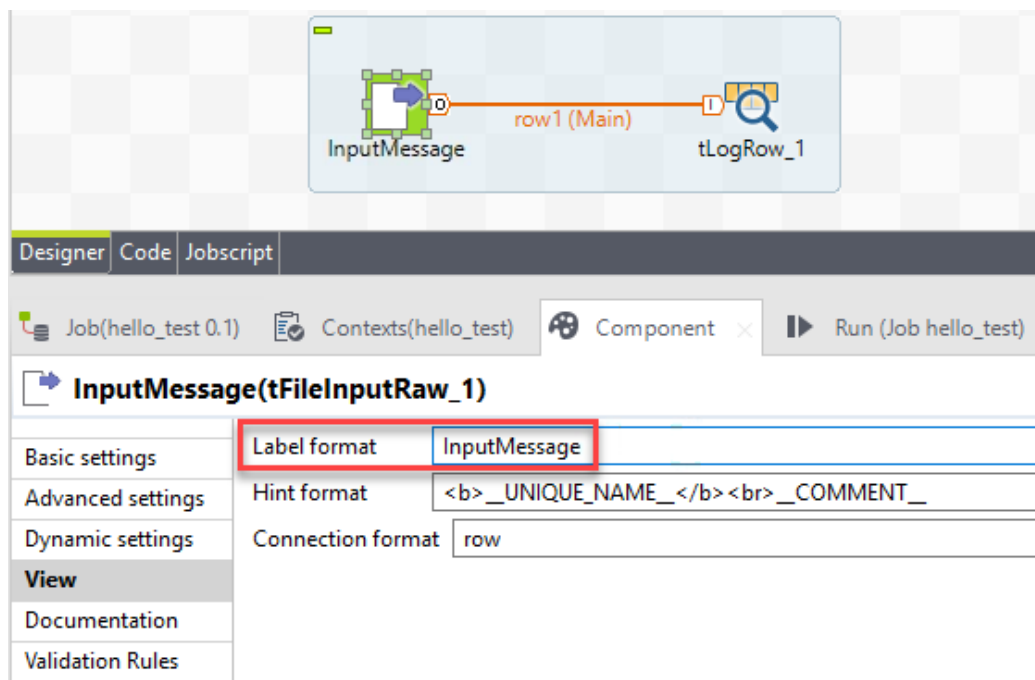 O
row1 (Main)
I
InputMessage
tLogRow_1
Designer Code Jobscript
Job(hello_test 0.1) Contexts(hello_test) Component Run (Job hello_test)
InputMessage(tFileInputRaw_1)
Basic settings
Advanced settings
Dynamic settings
View
Documentation
Validation Rules
Label format InputMessage
Hint format <b>__UNIQUE_NAME__</b><br>__COMMENT__
Connection format row